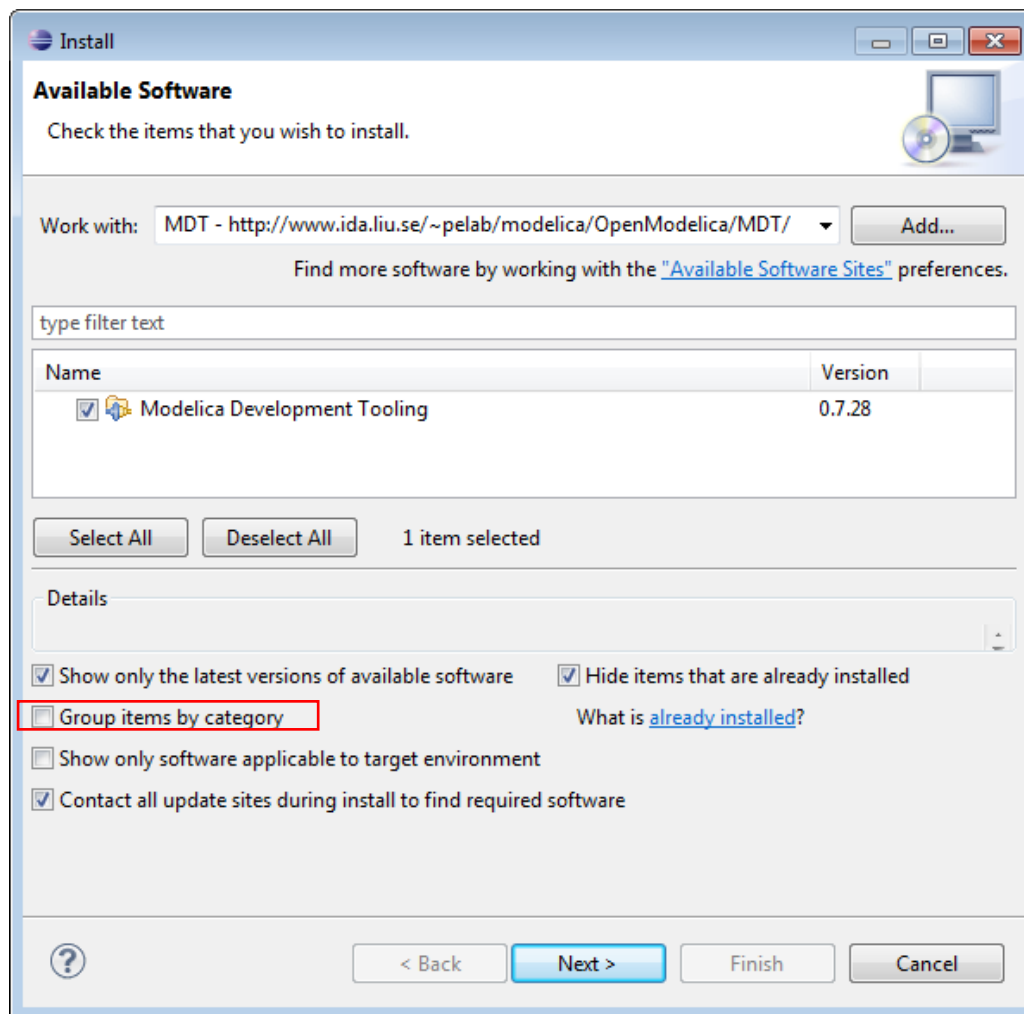 Install
Available Software
Check the items that you wish to install.
Work with: MDT - http://www.ida.liu.se/~pelab/modelica/OpenModelica/MDT/ Add...
Find more software by working with the "Available Software Sites" preferences.
type filter text
Name Version
Modelica Development Tooling 0.7.28
Select All Deselect All 1 item selected
Details
Show only the latest versions of available software Hide items that are already installed
Group items by category What is already installed?
Show only software applicable to target environment
Contact all update sites during install to find required software
? < Back Next > Finish Cancel